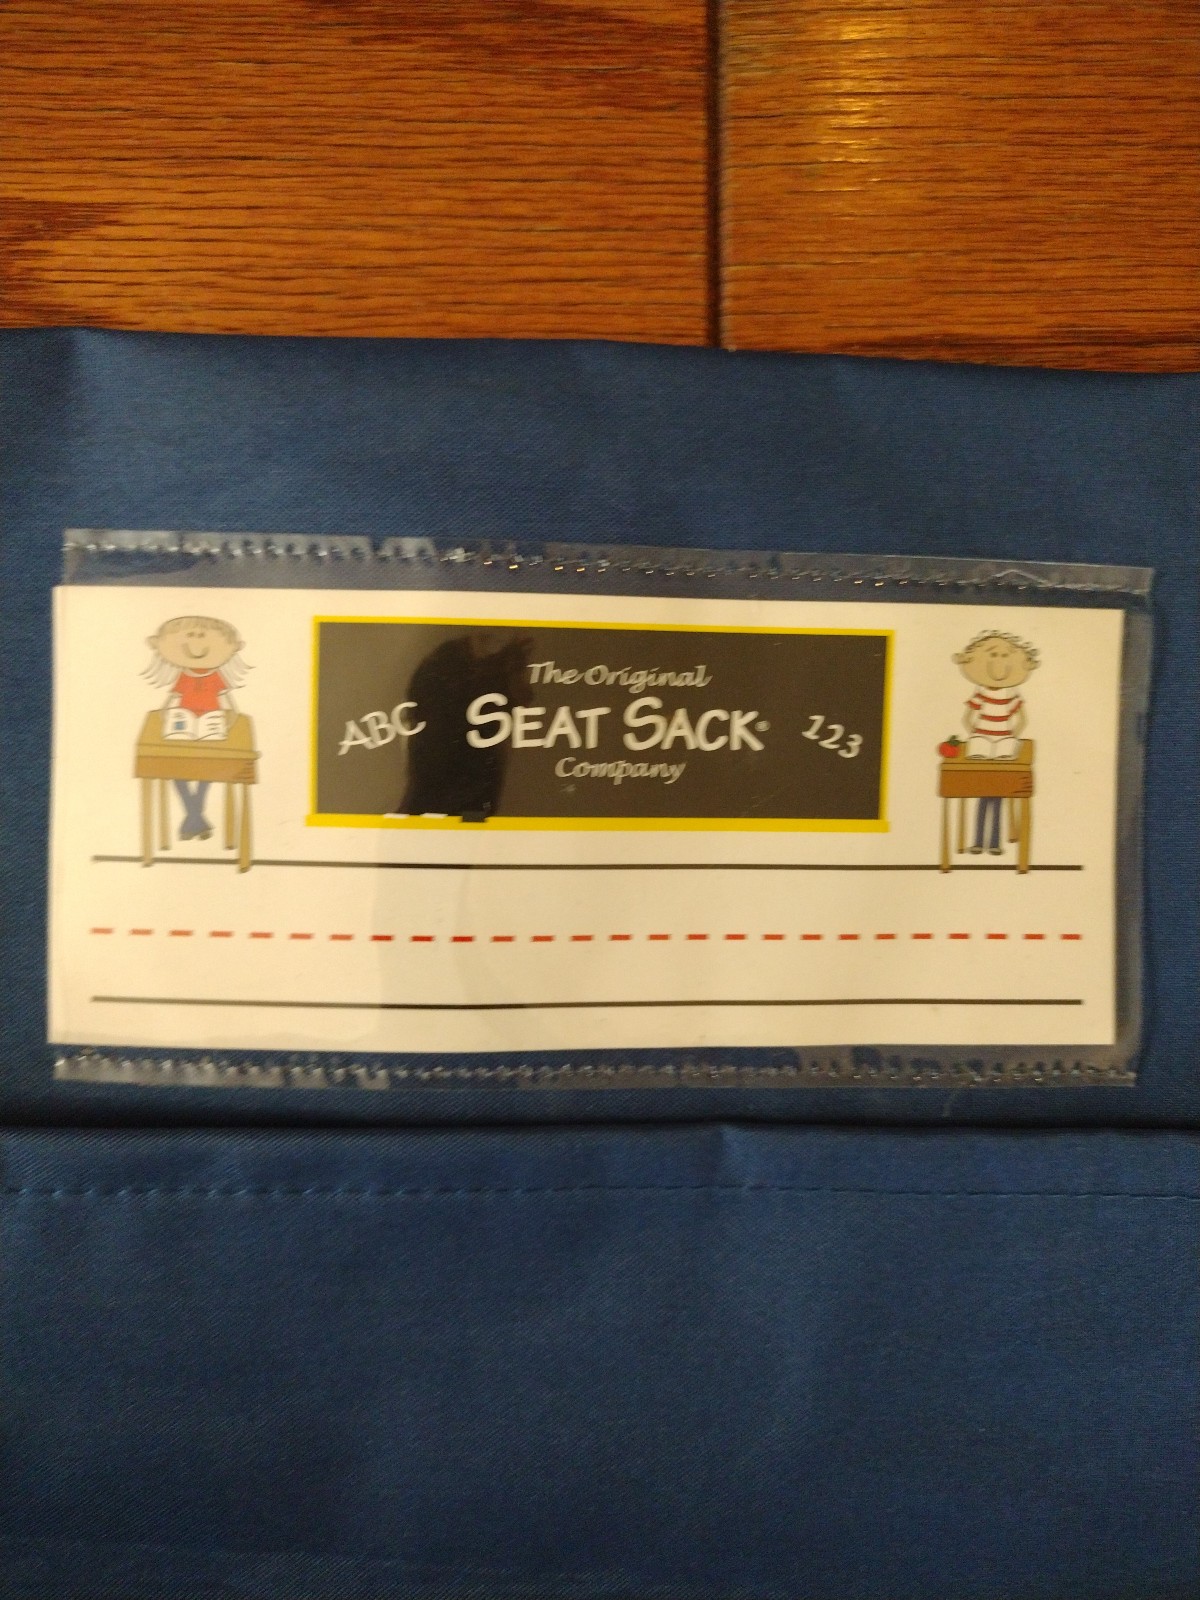 The Original
ABC SEAT SACK® 123
Company